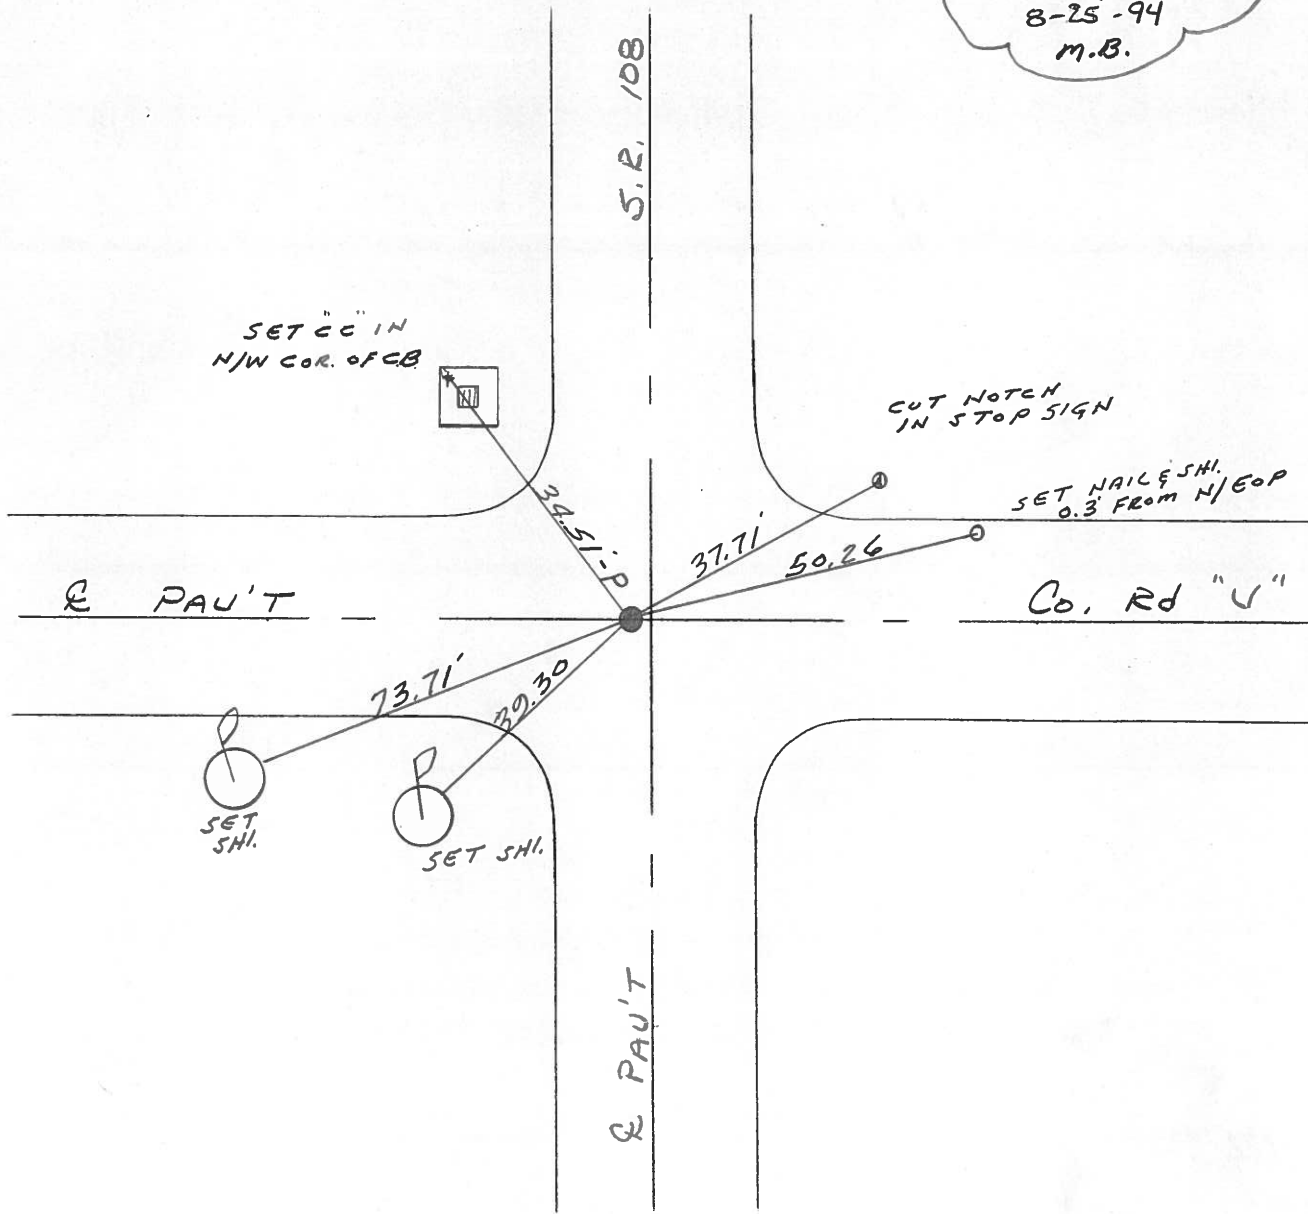 8-25-94
M.B.
S.R. 108
SET "CC" IN
N/W COR. OF CB
CUT NOTCH
IN STOP SIGN
SET NAIL & SHI.
0.3' FROM N/EOP
34.51'-P
37.71'
50.26
℄ PAV'T
Co. Rd "V"
73.71'
39.30
SET
SHI.
SET SHI.
℄ PAV'T